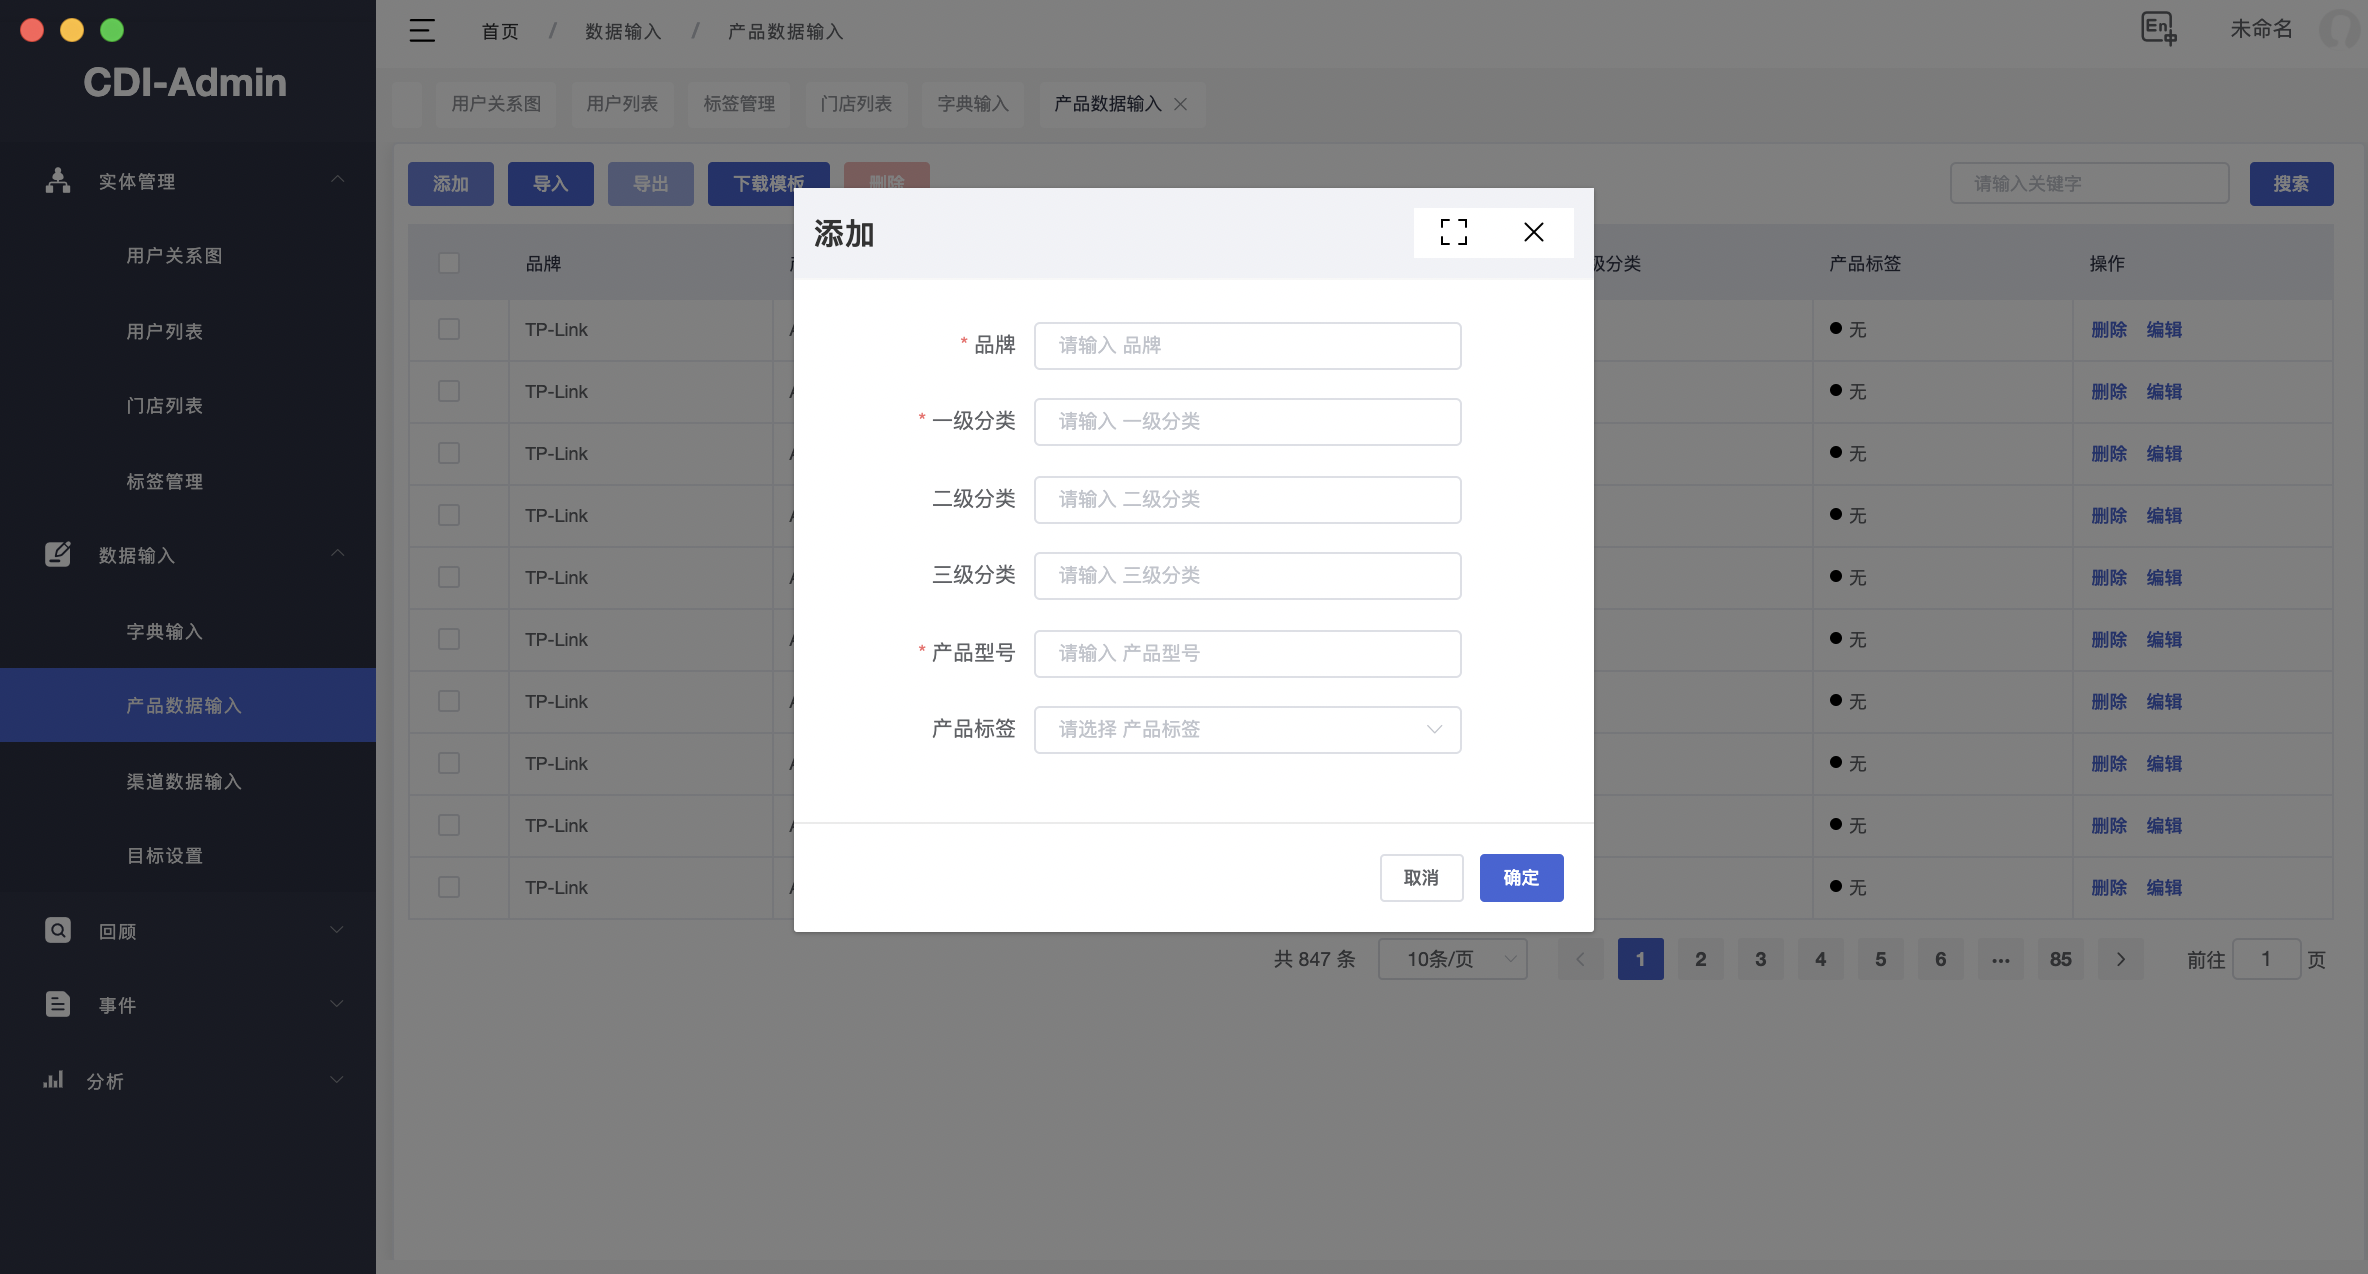 CDI-Admin
实体管理
用户关系图
用户列表
门店列表
标签管理
数据输入
字典输入
产品数据输入
渠道数据输入
目标设置
回顾
事件
分析
首页 / 数据输入 / 产品数据输入
En 中 未命名
用户关系图 用户列表 标签管理 门店列表 字典输入 产品数据输入
添加 导入 导出 下载模板 删除 请输入关键字 搜索
品牌 级分类 产品标签 操作
TP-Link 无 删除 编辑
TP-Link 无 删除 编辑
TP-Link 无 删除 编辑
TP-Link 无 删除 编辑
TP-Link 无 删除 编辑
TP-Link 无 删除 编辑
TP-Link 无 删除 编辑
TP-Link 无 删除 编辑
TP-Link 无 删除 编辑
TP-Link 无 删除 编辑
添加
* 品牌 请输入 品牌
* 一级分类 请输入 一级分类
二级分类 请输入 二级分类
三级分类 请输入 三级分类
* 产品型号 请输入 产品型号
产品标签 请选择 产品标签
取消 确定
共 847 条 10条/页 1 2 3 4 5 6 ••• 85 前往 1 页